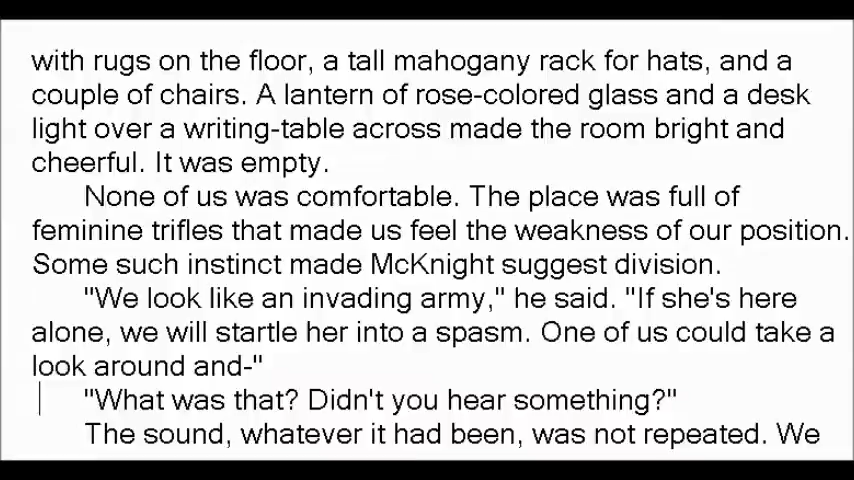 with rugs on the floor, a tall mahogany rack for hats, and a
couple of chairs. A lantern of rose-colored glass and a desk
light over a writing-table across made the room bright and
cheerful. It was empty.
None of us was comfortable. The place was full of
feminine trifles that made us feel the weakness of our position.
Some such instinct made McKnight suggest division.
"We look like an invading army," he said. "If she's here
alone, we will startle her into a spasm. One of us could take a
look around and-"
"What was that? Didn't you hear something?"
The sound, whatever it had been, was not repeated. We